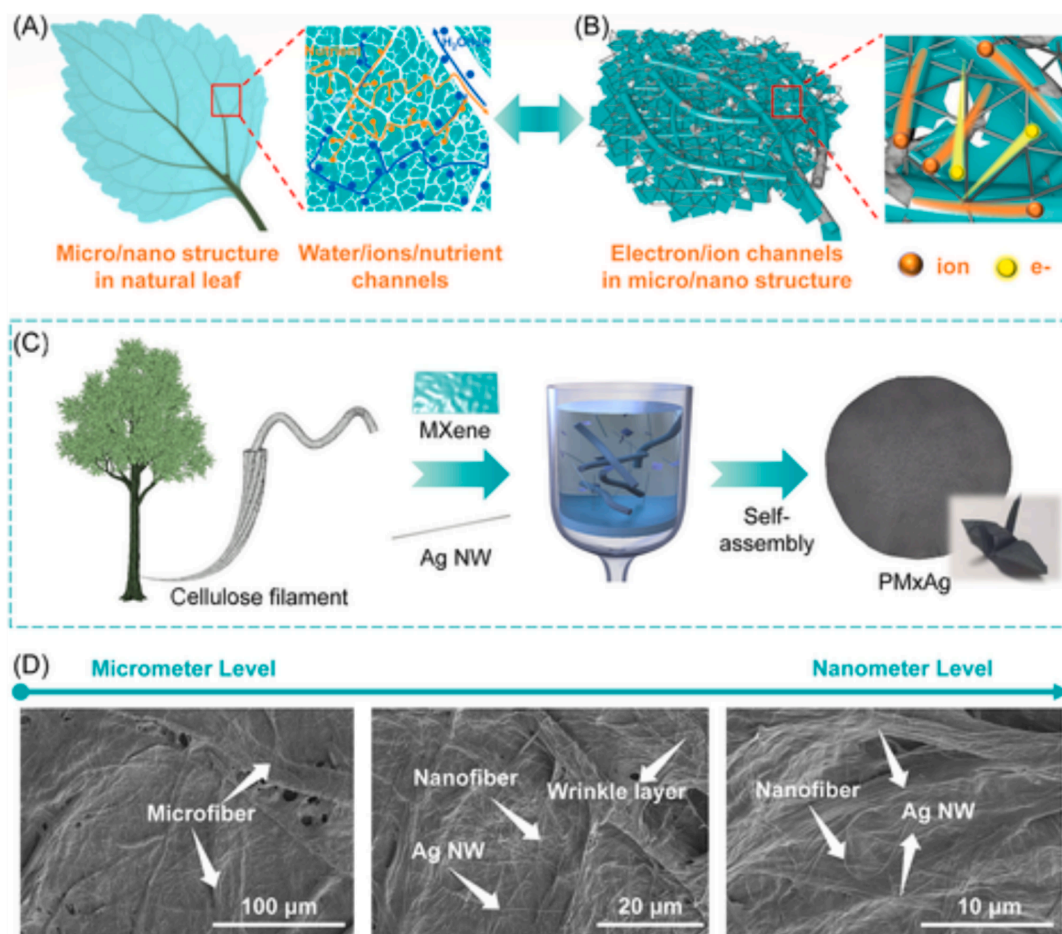 (A)
Nutrients
Micro/nano structure
in natural leaf
Water/ions/nutrient
channels
(B)
Electron/ion channels
in micro/nano structure
ion
e-
(C)
Cellulose filament
MXene
Ag NW
Self-
assembly
PMxAg
(D)
Micrometer Level
Nanometer Level
Microfiber
100 μm
Nanofiber
Wrinkle layer
Ag NW
20 μm
Nanofiber
Ag NW
10 μm